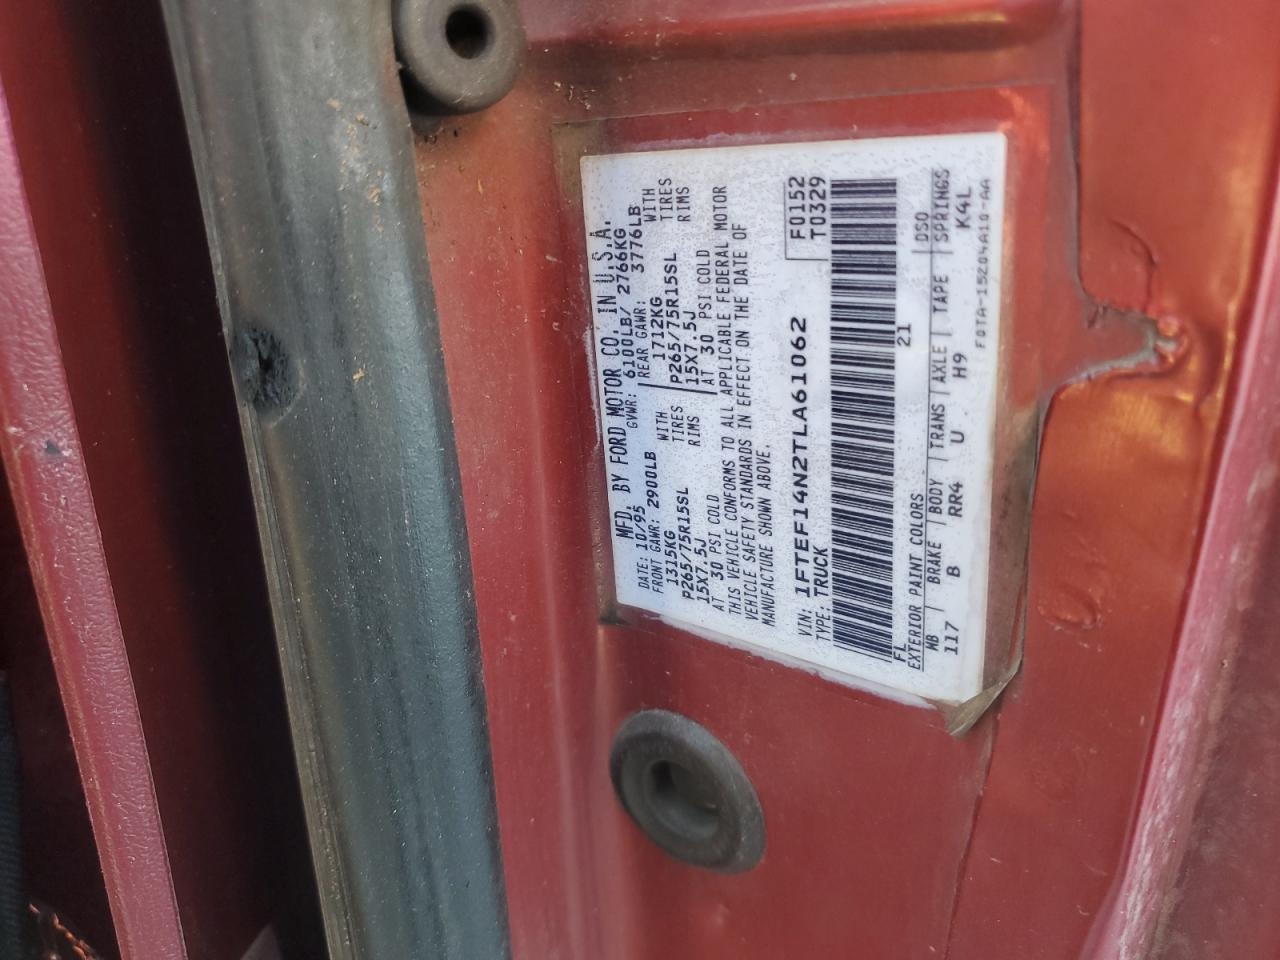 MFD. BY FORD MOTOR CO. IN U.S.A.
DATE: 10/95 GVWR: 6100LB/ 2766KG
FRONT GAWR: 2900LB REAR GAWR: 3776LB
1315KG WITH 1712KG WITH
P265/75R15SL TIRES P265/75R15SL TIRES
15X7.5J RIMS 15X7.5J RIMS
AT 30 PSI COLD AT 30 PSI COLD
THIS VEHICLE CONFORMS TO ALL APPLICABLE FEDERAL MOTOR
VEHICLE SAFETY STANDARDS IN EFFECT ON THE DATE OF
MANUFACTURE SHOWN ABOVE.
F0152
VIN: 1FTEF14N2TLA61062
TYPE: TRUCK T0329
FL 21
EXTERIOR PAINT COLORS DSO
WB BRAKE BODY TRANS AXLE TAPE SPRINGS
117 B RR4 U H9 K4L
F0TA-15204A10-AA